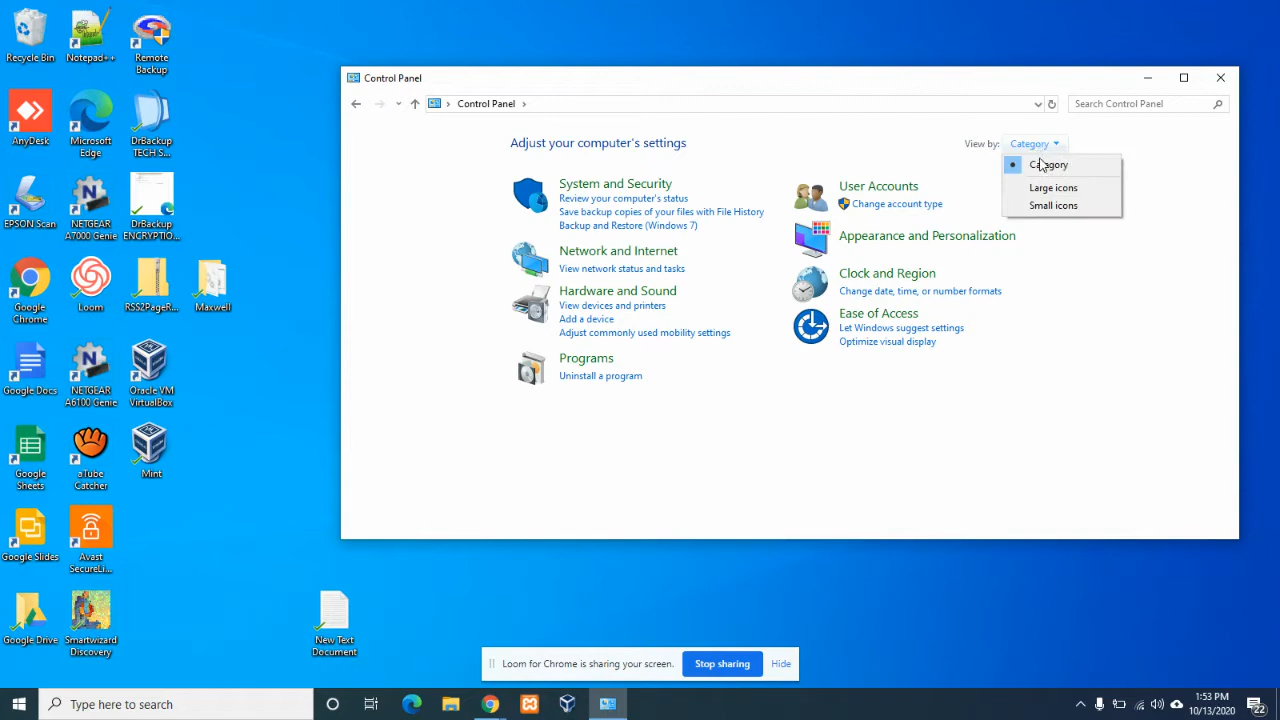 Recycle Bin
Notepad++
Remote
Backup
AnyDesk
Microsoft
Edge
DrBackup
TECH S...
EPSON Scan
NETGEAR
A7000 Genie
DrBackup
ENCRYPTIO...
Google
Chrome
Loom
RS$2PageR...
Maxwell
Google Docs
NETGEAR
A6100 Genie
Oracle VM
VirtualBox
Google
Sheets
aTube
Catcher
Mint
Google Slides
Avast
SecureLi...
Google Drive
Smartwizard
Discovery
New Text
Document
Control Panel
Control Panel
Search Control Panel
Adjust your computer's settings
View by: Category
Category
Large icons
Small icons
System and Security
Review your computer's status
Save backup copies of your files with File History
Backup and Restore (Windows 7)
Network and Internet
View network status and tasks
Hardware and Sound
View devices and printers
Add a device
Adjust commonly used mobility settings
Programs
Uninstall a program
User Accounts
Change account type
Appearance and Personalization
Clock and Region
Change date, time, or number formats
Ease of Access
Let Windows suggest settings
Optimize visual display
Loom for Chrome is sharing your screen. Stop sharing Hide
Type here to search
1:53 PM
10/13/2020
22